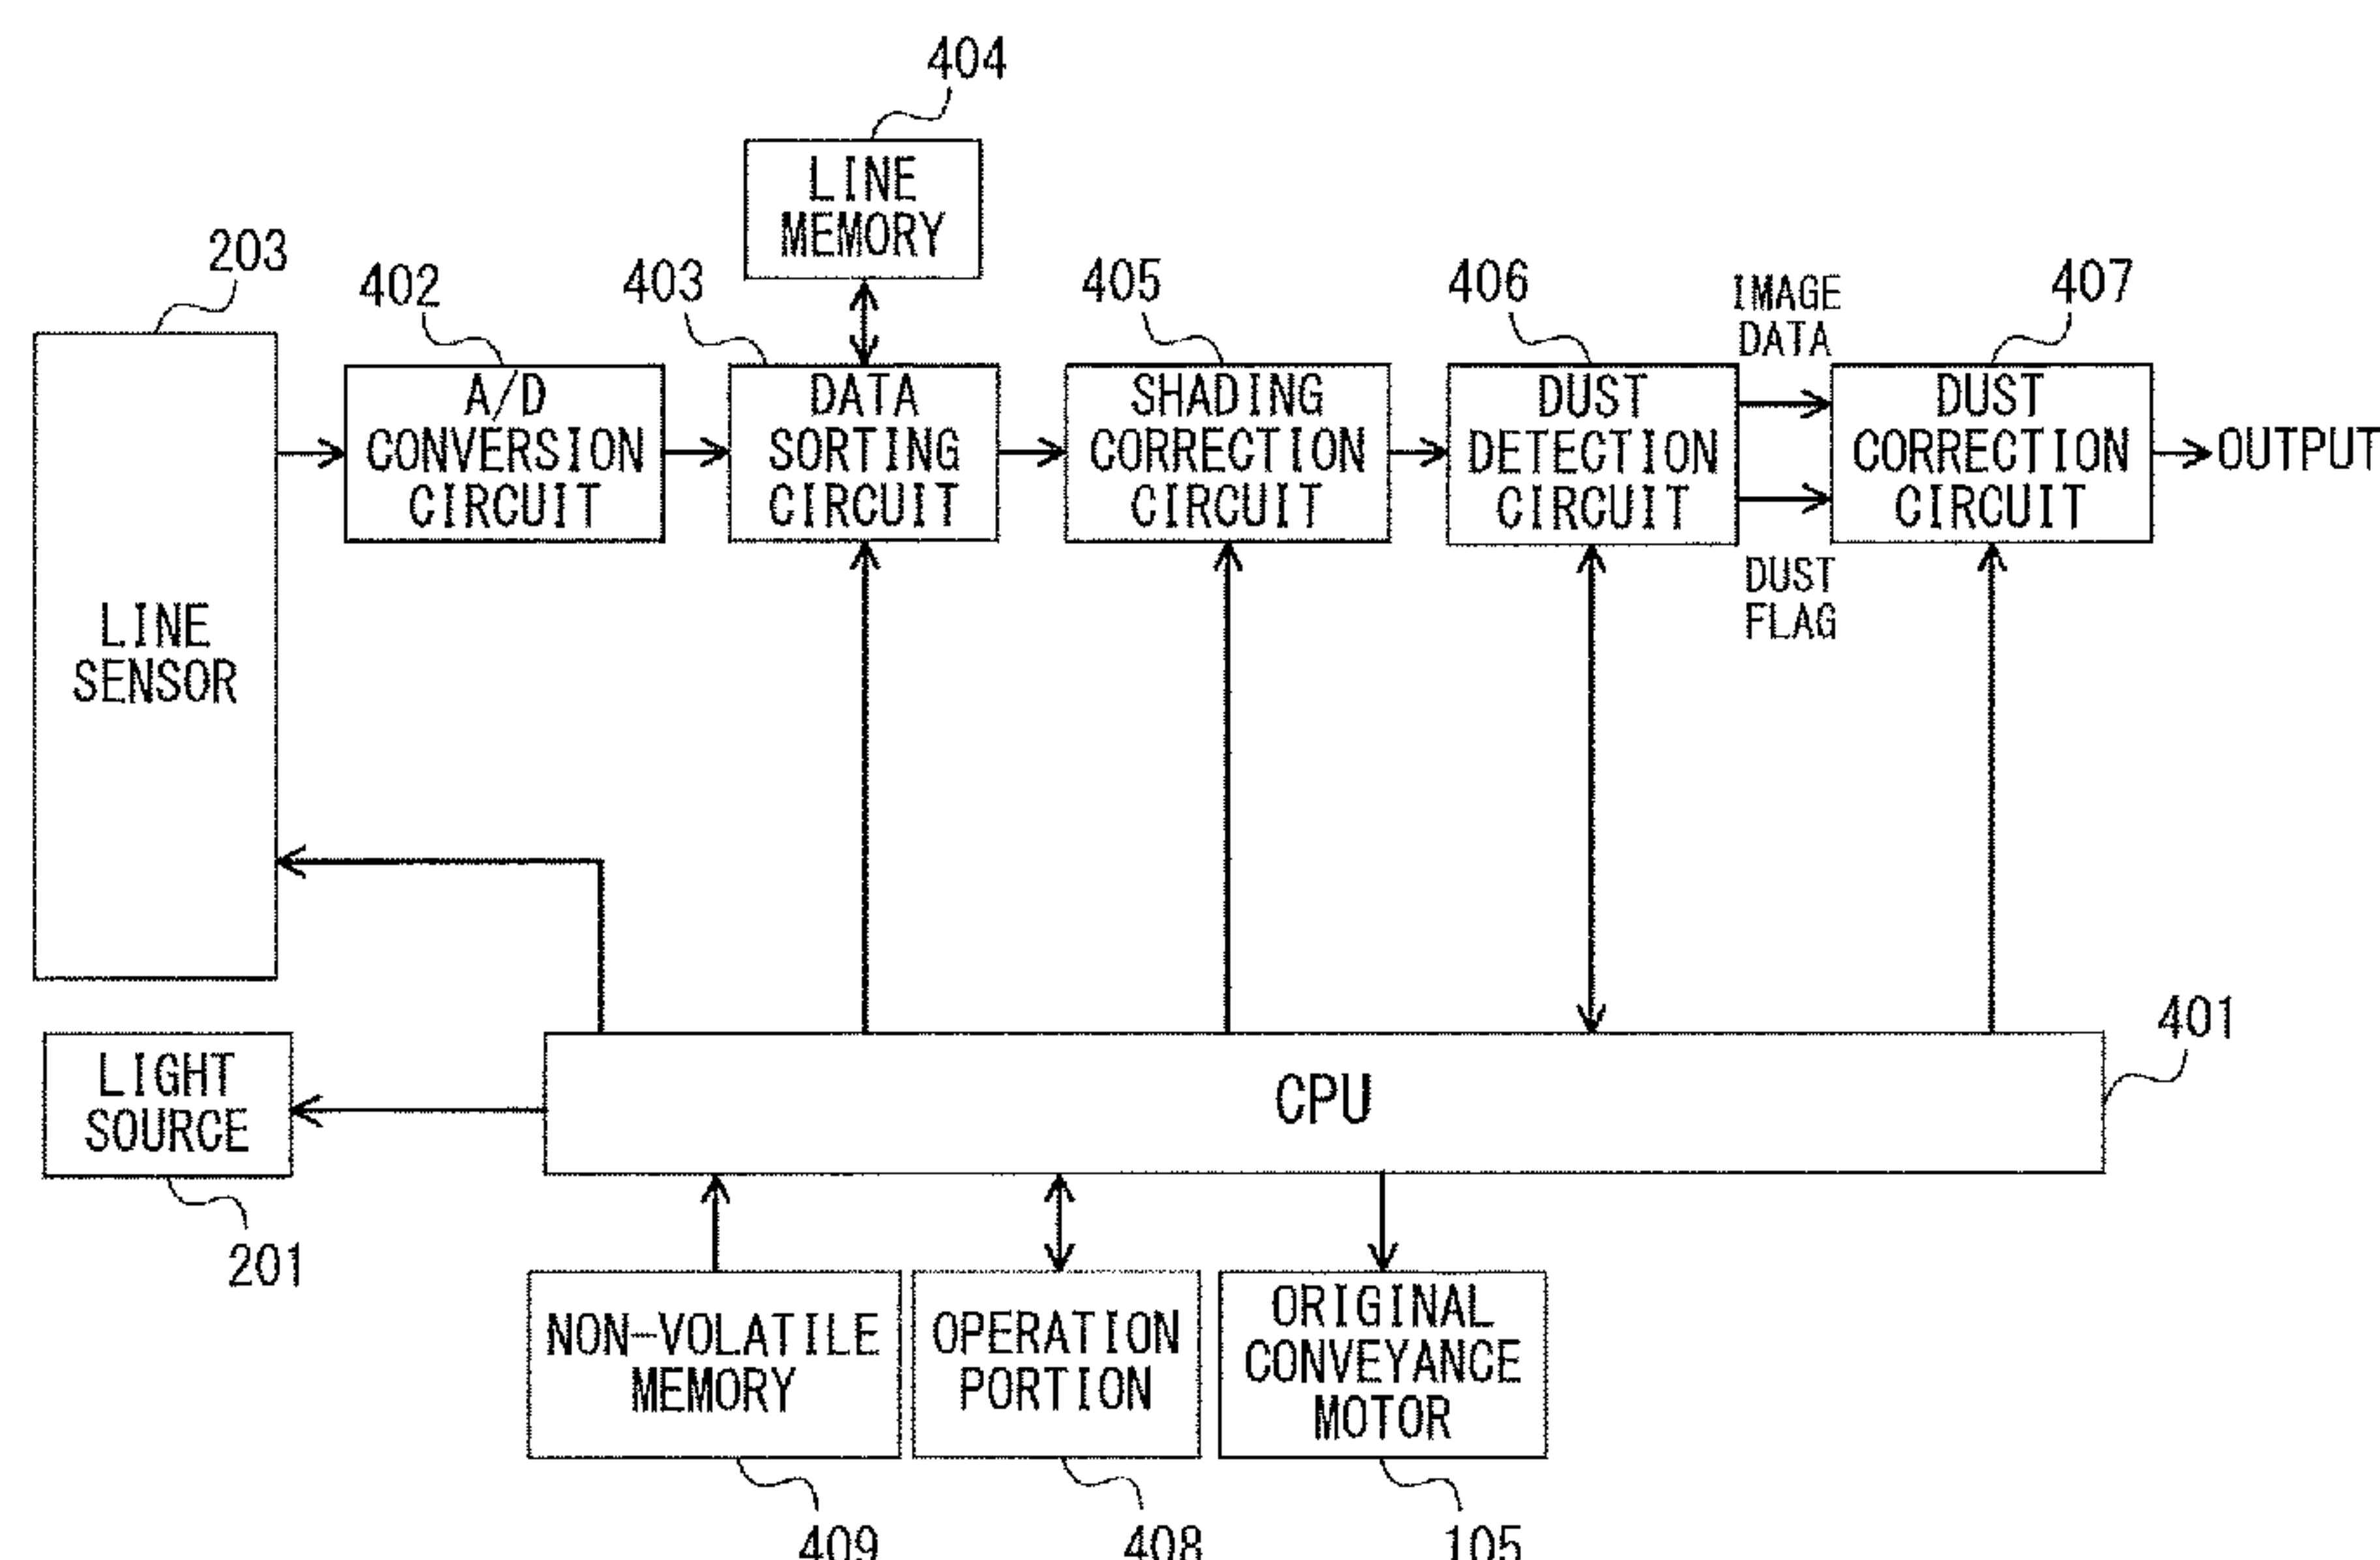 404
LINE
MEMORY
203
402
403
405
406
IMAGE
DATA
407
A/D
CONVERSION
CIRCUIT
DATA
SORTING
CIRCUIT
SHADING
CORRECTION
CIRCUIT
DUST
DETECTION
CIRCUIT
DUST
CORRECTION
CIRCUIT
OUTPUT
DUST
FLAG
LINE
SENSOR
401
LIGHT
SOURCE
CPU
201
NON-VOLATILE
MEMORY
OPERATION
PORTION
ORIGINAL
CONVEYANCE
MOTOR
409
408
105